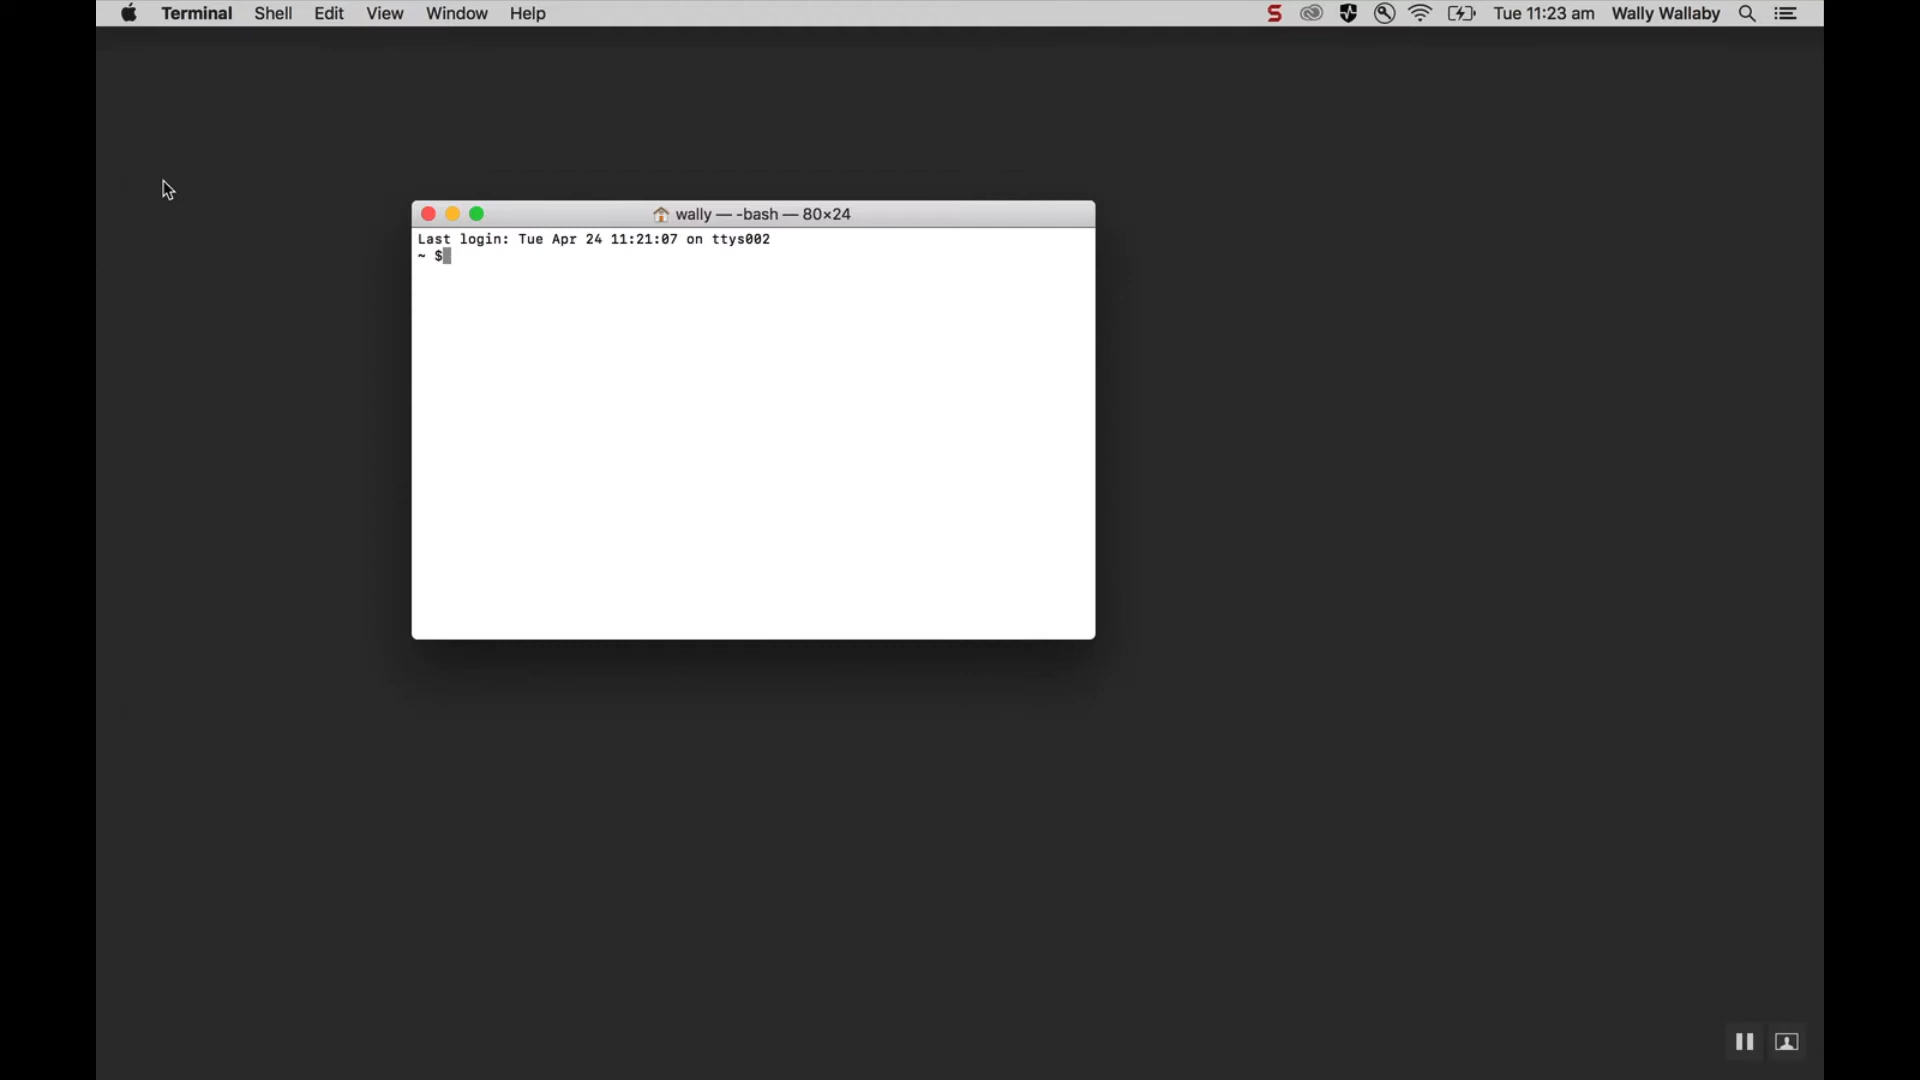 Terminal Shell Edit View Window Help
S Tue 11:23 am Wally Wallaby
wally — -bash — 80×24
Last login: Tue Apr 24 11:21:07 on ttys002
~ $